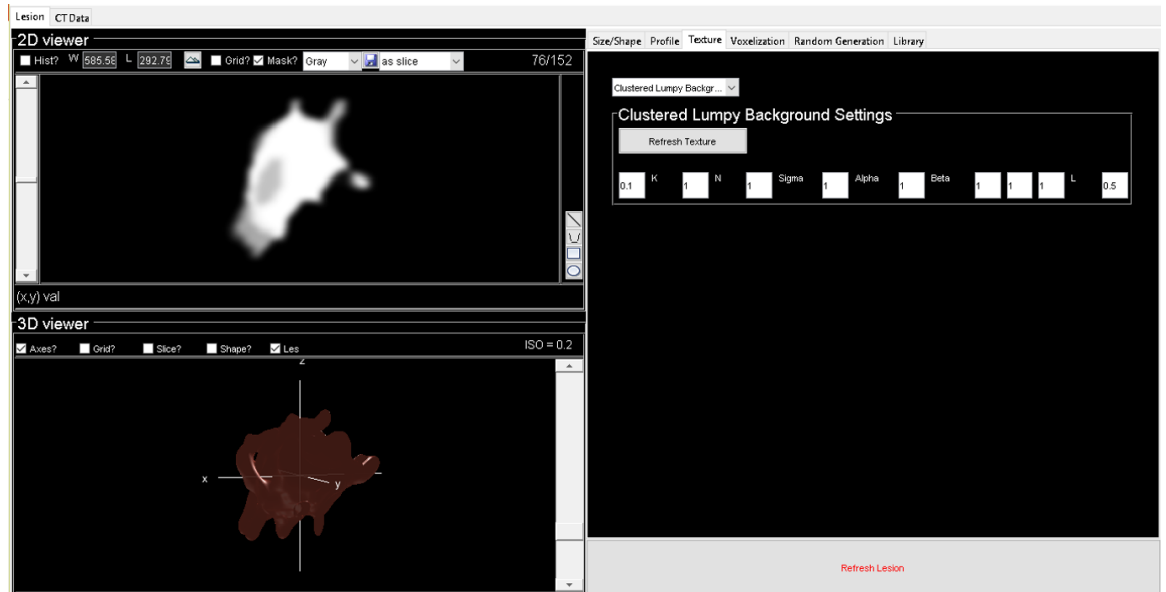 Lesion CT Data
2D viewer
Hist? W 585.58 L 292.79 Grid? Mask? Gray as slice 76/152
(x,y) val
3D viewer
Axes? Grid? Slice? Shape? Les ISO = 0.2
z
x
y
Size/Shape Profile Texture Voxelization Random Generation Library
Clustered Lumpy Backgr...
Clustered Lumpy Background Settings
Refresh Texture
0.1 K 1 N 1 Sigma 1 Alpha 1 Beta 1 1 1 L 0.5
Refresh Lesion